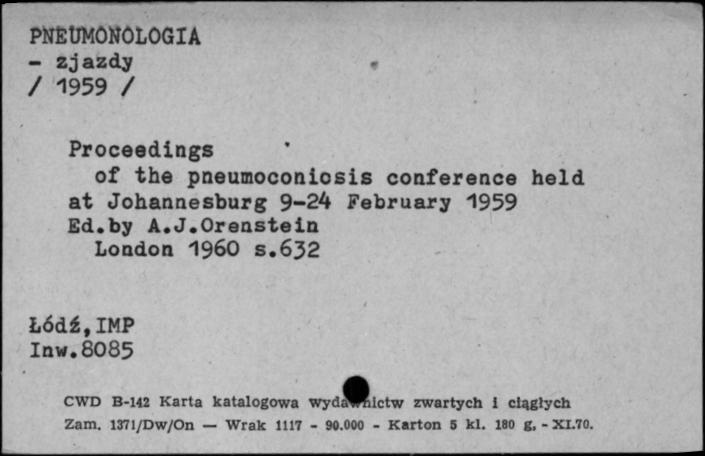 PNEUMONOLOGIA
- zjazdy
/ 1959 /
Proceedings
of the pneumoconiosis conference held
at Johannesburg 9-24 February 1959
Ed.by A.J.Orenstein
London 1960 s.632
Łódź,IMP
Inw.8085
CWD B-142 Karta katalogowa wydawnictw zwartych i ciągłych
Zam. 1371/Dw/On — Wrak 1117 - 90.000 - Karton 5 kl. 180 g, - XI.70.